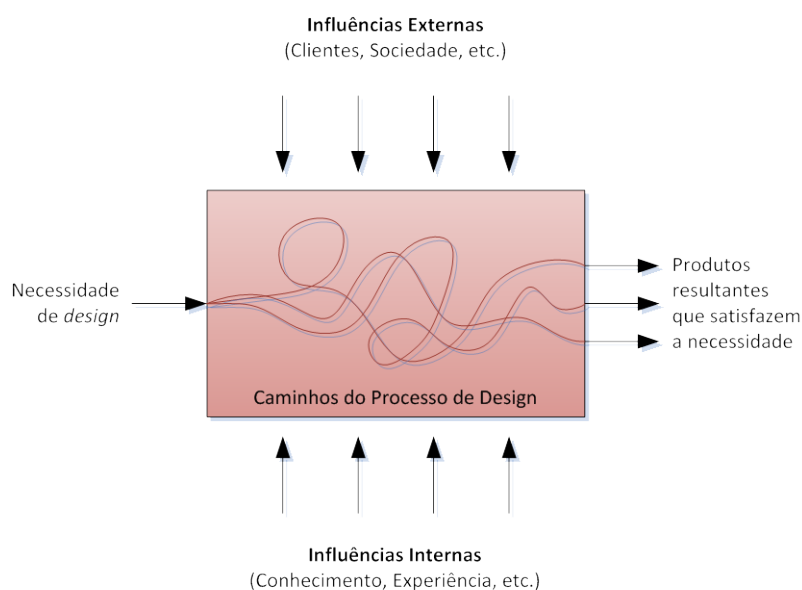 Influências Externas
(Clientes, Sociedade, etc.)
Necessidade
de design
Produtos
resultantes
que satisfazem
a necessidade
Caminhos do Processo de Design
Influências Internas
(Conhecimento, Experiência, etc.)